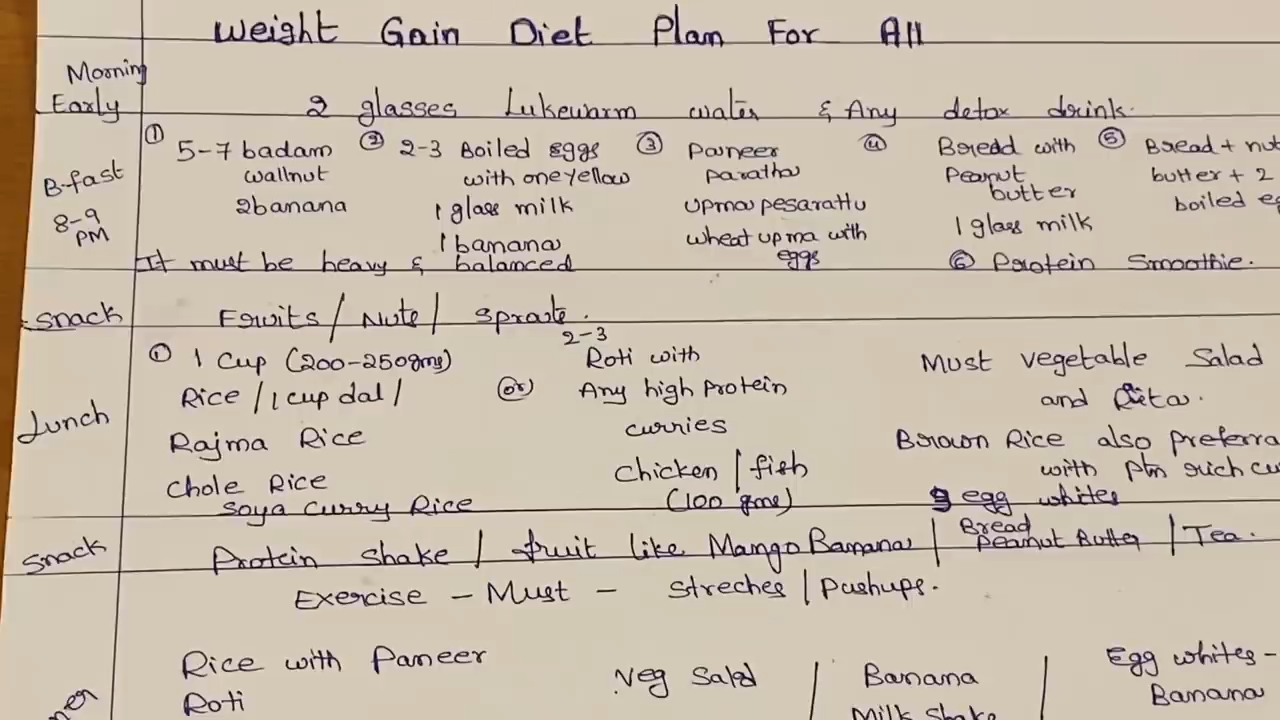 Weight Gain Diet Plan For All
Morning
Early
2 glasses Lukewarm water & Any detox drink.
B-fast
8-9
PM
① 5-7 badam
wallnut
2banana
② 2-3 Boiled eggs
with one yellow
1 glass milk
1 banana
③ Paneer
paratha
upma pesarattu
wheat upma with
eggs
④ Bread with
Peanut
butter
1 glass milk
⑤ Bread + nut
butter + 2
boiled
⑥ Protein Smoothie.
It must be heavy & balanced
Snack
Fruits / Nuts / Sprouts.
Lunch
① 1 Cup (200-250gms)
Rice / 1 cup dal /
Rajma Rice
Chole Rice
Soya Curry Rice
(or)
2-3
Roti with
Any high protein
curries
Chicken / fish
(100 gms)
Must vegetable Salad
and Rita.
Brown Rice also preferra
with ptn rich cu
egg whites
Snack
Protein shake / fruit like Mango Banana / Bread Peanut Butter / Tea.
Exercise - Must - Streches / Pushups.
Rice with Paneer
Roti
Veg Salad / Banana
Milk shake
/ Egg whites -
Banana